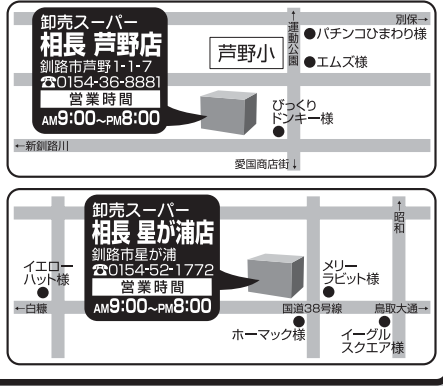 卸売スーパー
相長 芦野店
釧路市芦野1-1-7
☎0154-36-8881
営業時間
AM9:00~PM8:00
芦野小
↑運動公園
別保→
●パチンコひまわり様
●エムズ様
びっくり
ドンキー様
←新釧路川
愛国商店街↓
卸売スーパー
相長 星が浦店
釧路市星が浦
☎0154-52-1772
営業時間
AM9:00~PM8:00
↑昭和
イエロー
ハット様
メリー
ラビット様
←白糠
国道38号線
鳥取大通→
ホーマック様
イーグル
スクエア様